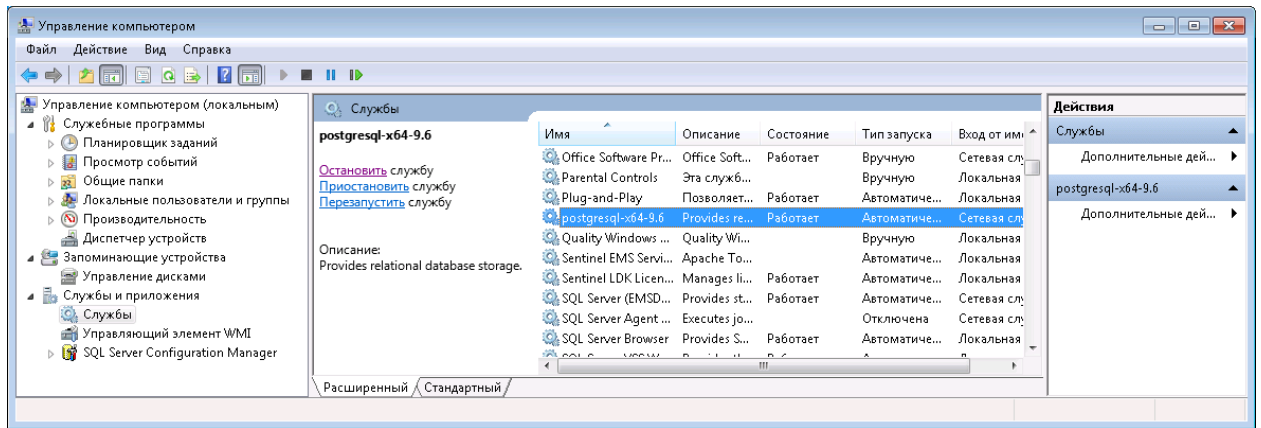 Управление компьютером
Файл Действие Вид Справка
Управление компьютером (локальным)
Служебные программы
Планировщик заданий
Просмотр событий
Общие папки
Локальные пользователи и группы
Производительность
Диспетчер устройств
Запоминающие устройства
Управление дисками
Службы и приложения
Службы
Управляющий элемент WMI
SQL Server Configuration Manager
Службы
postgresql-x64-9.6
Остановить службу
Приостановить службу
Перезапустить службу
Описание:
Provides relational database storage.
Имя Описание Состояние Тип запуска Вход от им
Office Software Pr... Office Soft... Работает Вручную Сетевая слу
Parental Controls Эта служб... Вручную Локальная
Plug-and-Play Позволяет... Работает Автоматиче... Локальная
postgresql-x64-9.6 Provides re... Работает Автоматиче... Сетевая слу
Quality Windows ... Quality Wi... Вручную Локальная
Sentinel EMS Servi... Apache To... Автоматиче... Локальная
Sentinel LDK Licen... Manages li... Работает Автоматиче... Локальная
SQL Server (EMSD... Provides st... Работает Автоматиче... Сетевая слу
SQL Server Agent ... Executes jo... Отключена Сетевая слу
SQL Server Browser Provides S... Работает Автоматиче... Локальная
Расширенный Стандартный
Действия
Службы
Дополнительные дей...
postgresql-x64-9.6
Дополнительные дей...